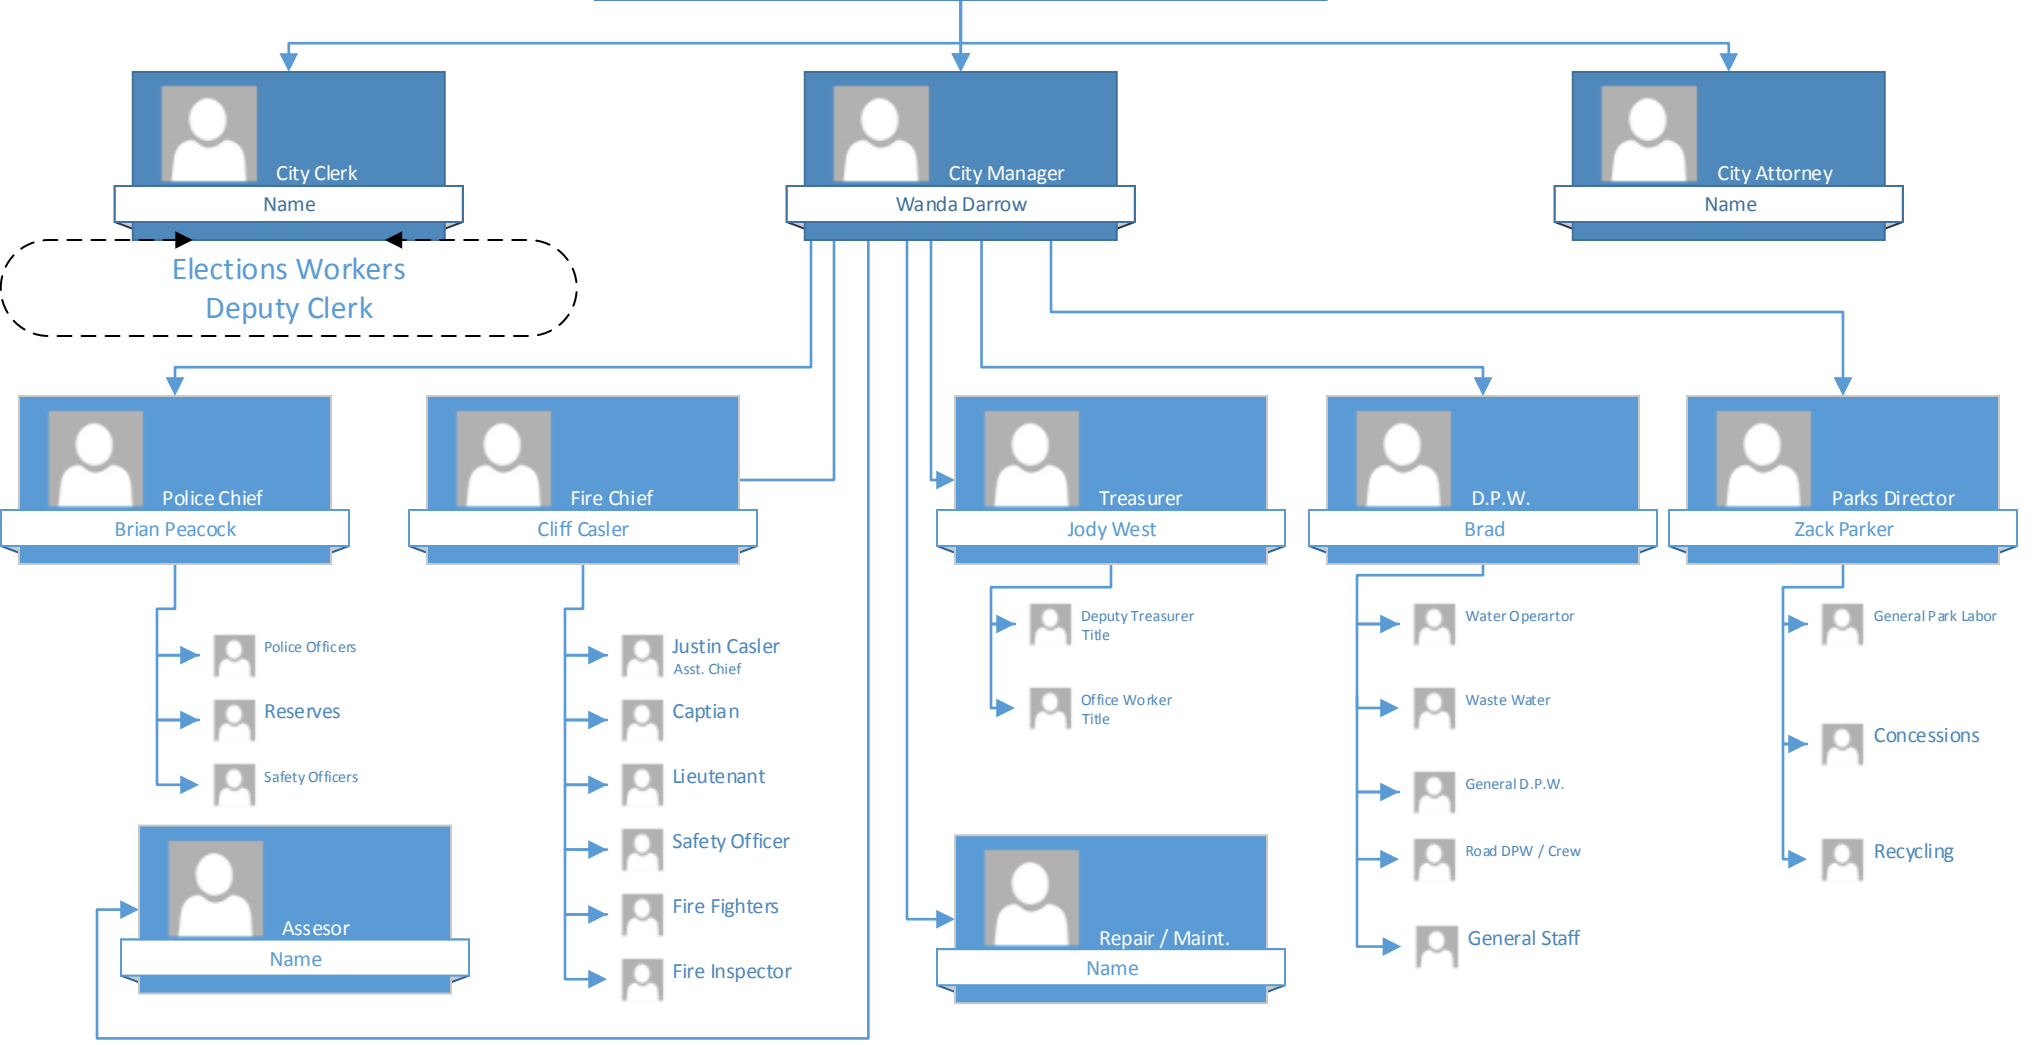 City Clerk
Name
City Manager
Wanda Darrow
City Attorney
Name
Elections Workers
Deputy Clerk
Police Chief
Brian Peacock
Fire Chief
Cliff Casler
Treasurer
Jody West
D.P.W.
Brad
Parks Director
Zack Parker
Police Officers
Reserves
Safety Officers
Justin Casler
Asst. Chief
Captian
Lieutenant
Safety Officer
Fire Fighters
Fire Inspector
Deputy Treasurer
Title
Office Worker
Title
Water Operartor
Waste Water
General D.P.W.
Road DPW / Crew
General Staff
General Park Labor
Concessions
Recycling
Assesor
Name
Repair / Maint.
Name